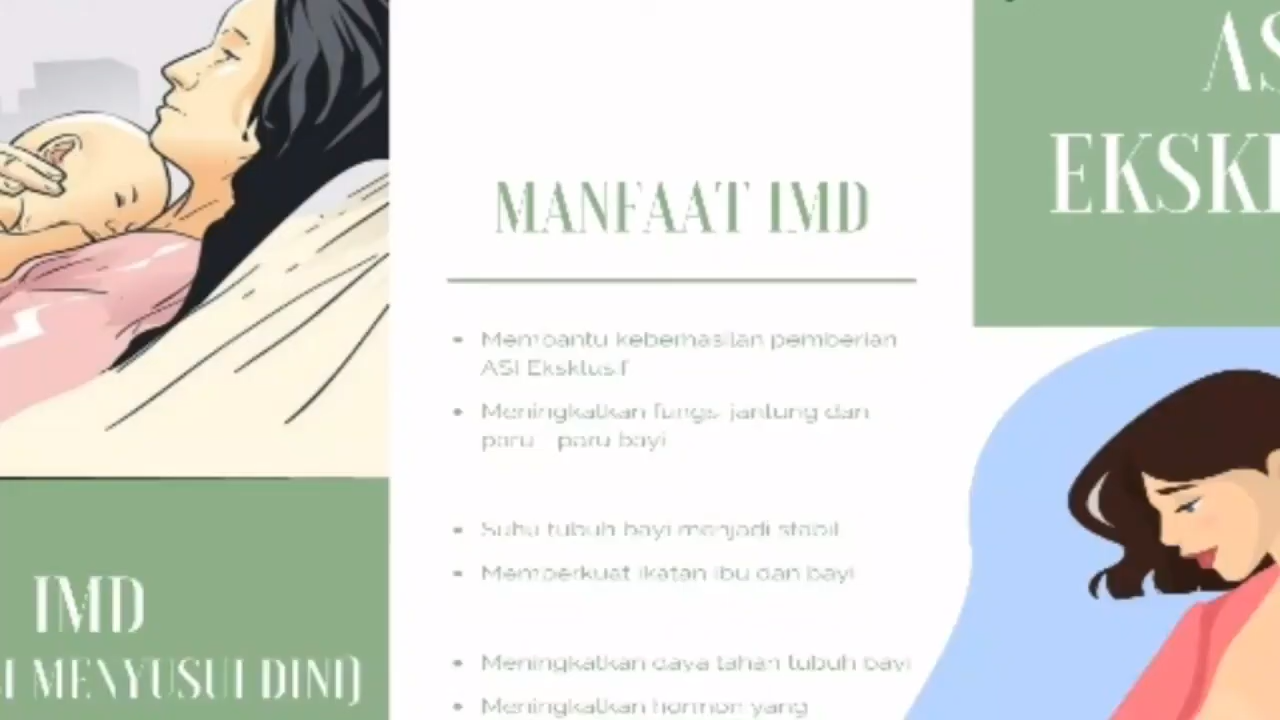 IMD
MENYUSUI DINI)
MANFAAT IMD
Membantu keberhasilan pemberian
ASI Eksklusif
Meningkatkan fungsi jantung dan
paru - paru bayi
Suhu tubuh bayi menjadi stabil
Memperkuat ikatan ibu dan bayi
Meningkatkan daya tahan tubuh bayi
Meningkatkan hormon yang
AS
EKSK